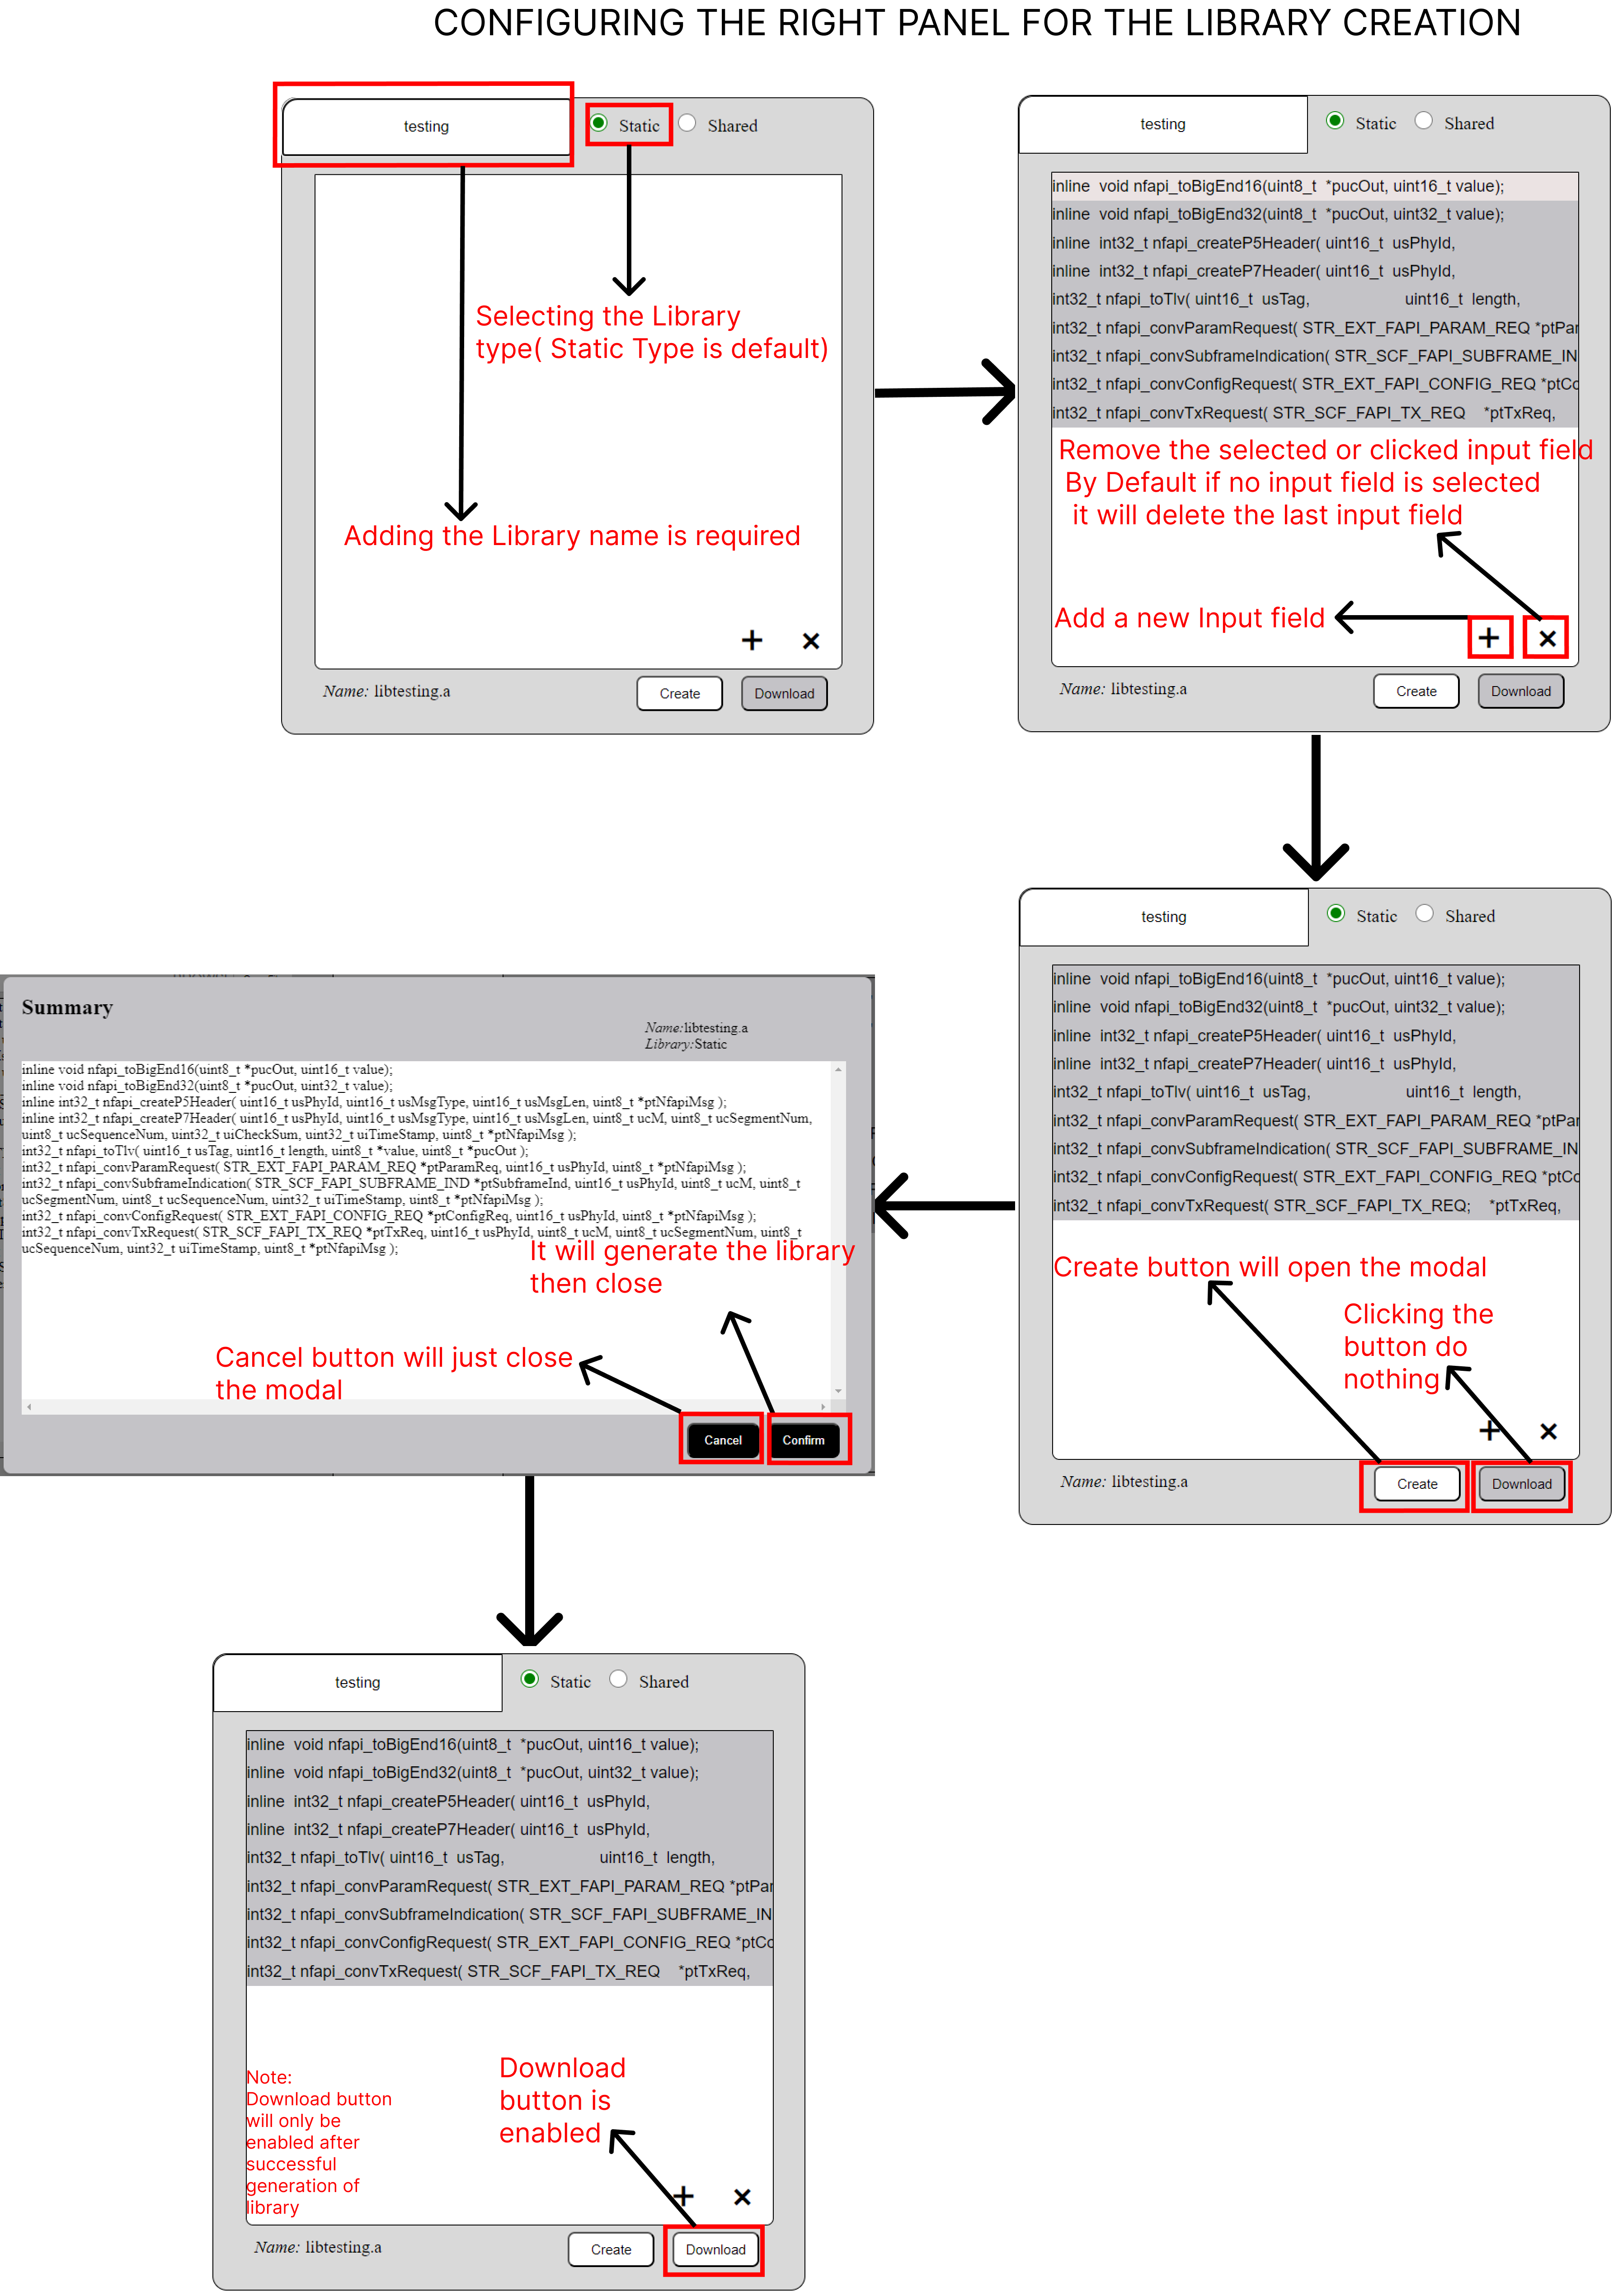 CONFIGURING THE RIGHT PANEL FOR THE LIBRARY CREATION
testing
Static
Shared
Selecting the Library
type( Static Type is default)
Adding the Library name is required
+ ×
Name: libtesting.a
Create
Download
testing
Static
Shared
inline void nfapi_toBigEnd16(uint8_t *pucOut, uint16_t value);
inline void nfapi_toBigEnd32(uint8_t *pucOut, uint32_t value);
inline int32_t nfapi_createP5Header( uint16_t usPhyId,
inline int32_t nfapi_createP7Header( uint16_t usPhyId,
int32_t nfapi_toTlv( uint16_t usTag, uint16_t length,
int32_t nfapi_convParamRequest( STR_EXT_FAPI_PARAM_REQ *ptPar
int32_t nfapi_convSubframeIndication( STR_SCF_FAPI_SUBFRAME_IN
int32_t nfapi_convConfigRequest( STR_EXT_FAPI_CONFIG_REQ *ptCo
int32_t nfapi_convTxRequest( STR_SCF_FAPI_TX_REQ *ptTxReq,
Remove the selected or clicked input field
By Default if no input field is selected
it will delete the last input field
Add a new Input field
+ ×
Name: libtesting.a
Create
Download
testing
Static
Shared
inline void nfapi_toBigEnd16(uint8_t *pucOut, uint16_t value);
inline void nfapi_toBigEnd32(uint8_t *pucOut, uint32_t value);
inline int32_t nfapi_createP5Header( uint16_t usPhyId,
inline int32_t nfapi_createP7Header( uint16_t usPhyId,
int32_t nfapi_toTlv( uint16_t usTag, uint16_t length,
int32_t nfapi_convParamRequest( STR_EXT_FAPI_PARAM_REQ *ptPar
int32_t nfapi_convSubframeIndication( STR_SCF_FAPI_SUBFRAME_IN
int32_t nfapi_convConfigRequest( STR_EXT_FAPI_CONFIG_REQ *ptCo
int32_t nfapi_convTxRequest( STR_SCF_FAPI_TX_REQ; *ptTxReq,
Create button will open the modal
Clicking the
button do
nothing
+ ×
Name: libtesting.a
Create
Download
Summary
Name:libtesting.a
Library:Static
inline void nfapi_toBigEnd16(uint8_t *pucOut, uint16_t value);
inline void nfapi_toBigEnd32(uint8_t *pucOut, uint32_t value);
inline int32_t nfapi_createP5Header( uint16_t usPhyId, uint16_t usMsgType, uint16_t usMsgLen, uint8_t *ptNfapiMsg );
inline int32_t nfapi_createP7Header( uint16_t usPhyId, uint16_t usMsgType, uint16_t usMsgLen, uint8_t ucM, uint8_t ucSegmentNum,
uint8_t ucSequenceNum, uint32_t uiCheckSum, uint32_t uiTimeStamp, uint8_t *ptNfapiMsg );
int32_t nfapi_toTlv( uint16_t usTag, uint16_t length, uint8_t *value, uint8_t *pucOut );
int32_t nfapi_convParamRequest( STR_EXT_FAPI_PARAM_REQ *ptParamReq, uint16_t usPhyId, uint8_t *ptNfapiMsg );
int32_t nfapi_convSubframeIndication( STR_SCF_FAPI_SUBFRAME_IND *ptSubframeInd, uint16_t usPhyId, uint8_t ucM, uint8_t
ucSegmentNum, uint8_t ucSequenceNum, uint32_t uiTimeStamp, uint8_t *ptNfapiMsg );
int32_t nfapi_convConfigRequest( STR_EXT_FAPI_CONFIG_REQ *ptConfigReq, uint16_t usPhyId, uint8_t *ptNfapiMsg );
int32_t nfapi_convTxRequest( STR_SCF_FAPI_TX_REQ *ptTxReq, uint16_t usPhyId, uint8_t ucM, uint8_t ucSegmentNum, uint8_t
ucSequenceNum, uint32_t uiTimeStamp, uint8_t *ptNfapiMsg );
It will generate the library
then close
Cancel button will just close
the modal
Cancel
Confirm
testing
Static
Shared
inline void nfapi_toBigEnd16(uint8_t *pucOut, uint16_t value);
inline void nfapi_toBigEnd32(uint8_t *pucOut, uint32_t value);
inline int32_t nfapi_createP5Header( uint16_t usPhyId,
inline int32_t nfapi_createP7Header( uint16_t usPhyId,
int32_t nfapi_toTlv( uint16_t usTag, uint16_t length,
int32_t nfapi_convParamRequest( STR_EXT_FAPI_PARAM_REQ *ptPar
int32_t nfapi_convSubframeIndication( STR_SCF_FAPI_SUBFRAME_IN
int32_t nfapi_convConfigRequest( STR_EXT_FAPI_CONFIG_REQ *ptCo
int32_t nfapi_convTxRequest( STR_SCF_FAPI_TX_REQ *ptTxReq,
Note:
Download button
will only be
enabled after
successful
generation of
library
Download
button is
enabled
+ ×
Name: libtesting.a
Create
Download